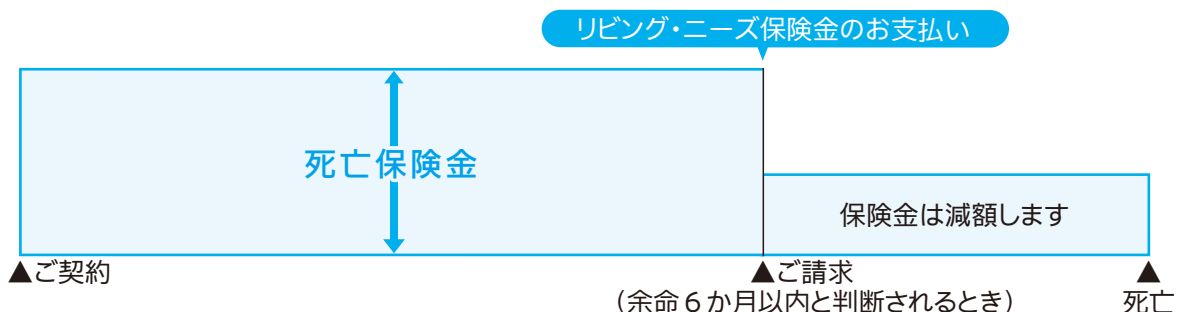 リビング・ニーズ保険金のお支払い
死亡保険金
保険金は減額します
▲ご契約
▲ご請求
(余命6か月以内と判断されるとき)
▲
死亡